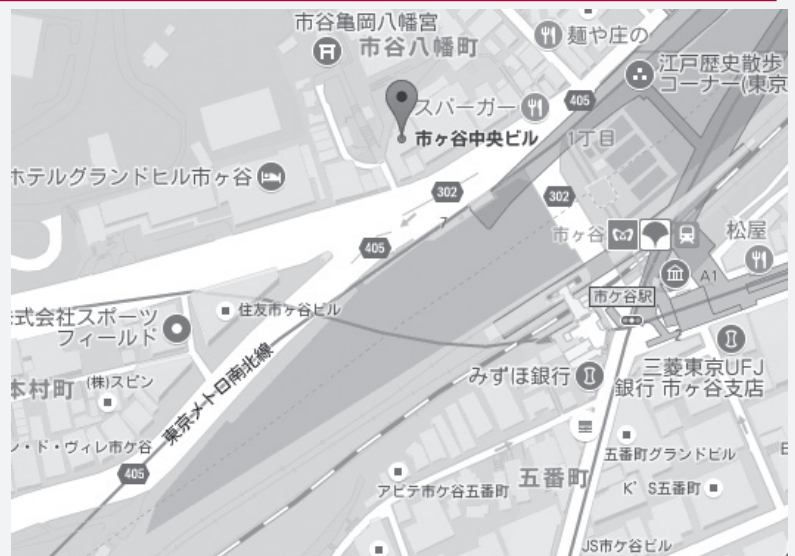 市谷亀岡八幡宮
市谷八幡町
麺や庄の
江戸歴史散歩
コーナー(東京
スパーガー
405
市ヶ谷中央ビル
1丁目
ホテルグランドヒル市ヶ谷
302
302
7
405
市ヶ谷
松屋
A1
市ケ谷駅
2
式会社スポーツ
フィールド
住友市ヶ谷ビル
東京メトロ南北線
本村町
(株)スピン
みずほ銀行
三菱東京UFJ
銀行 市ヶ谷支店
ン・ド・ヴィレ市ケ谷
405
アビテ市ケ谷五番町
五番町
五番町グランドビル
K’S五番町
JS市ケ谷ビル